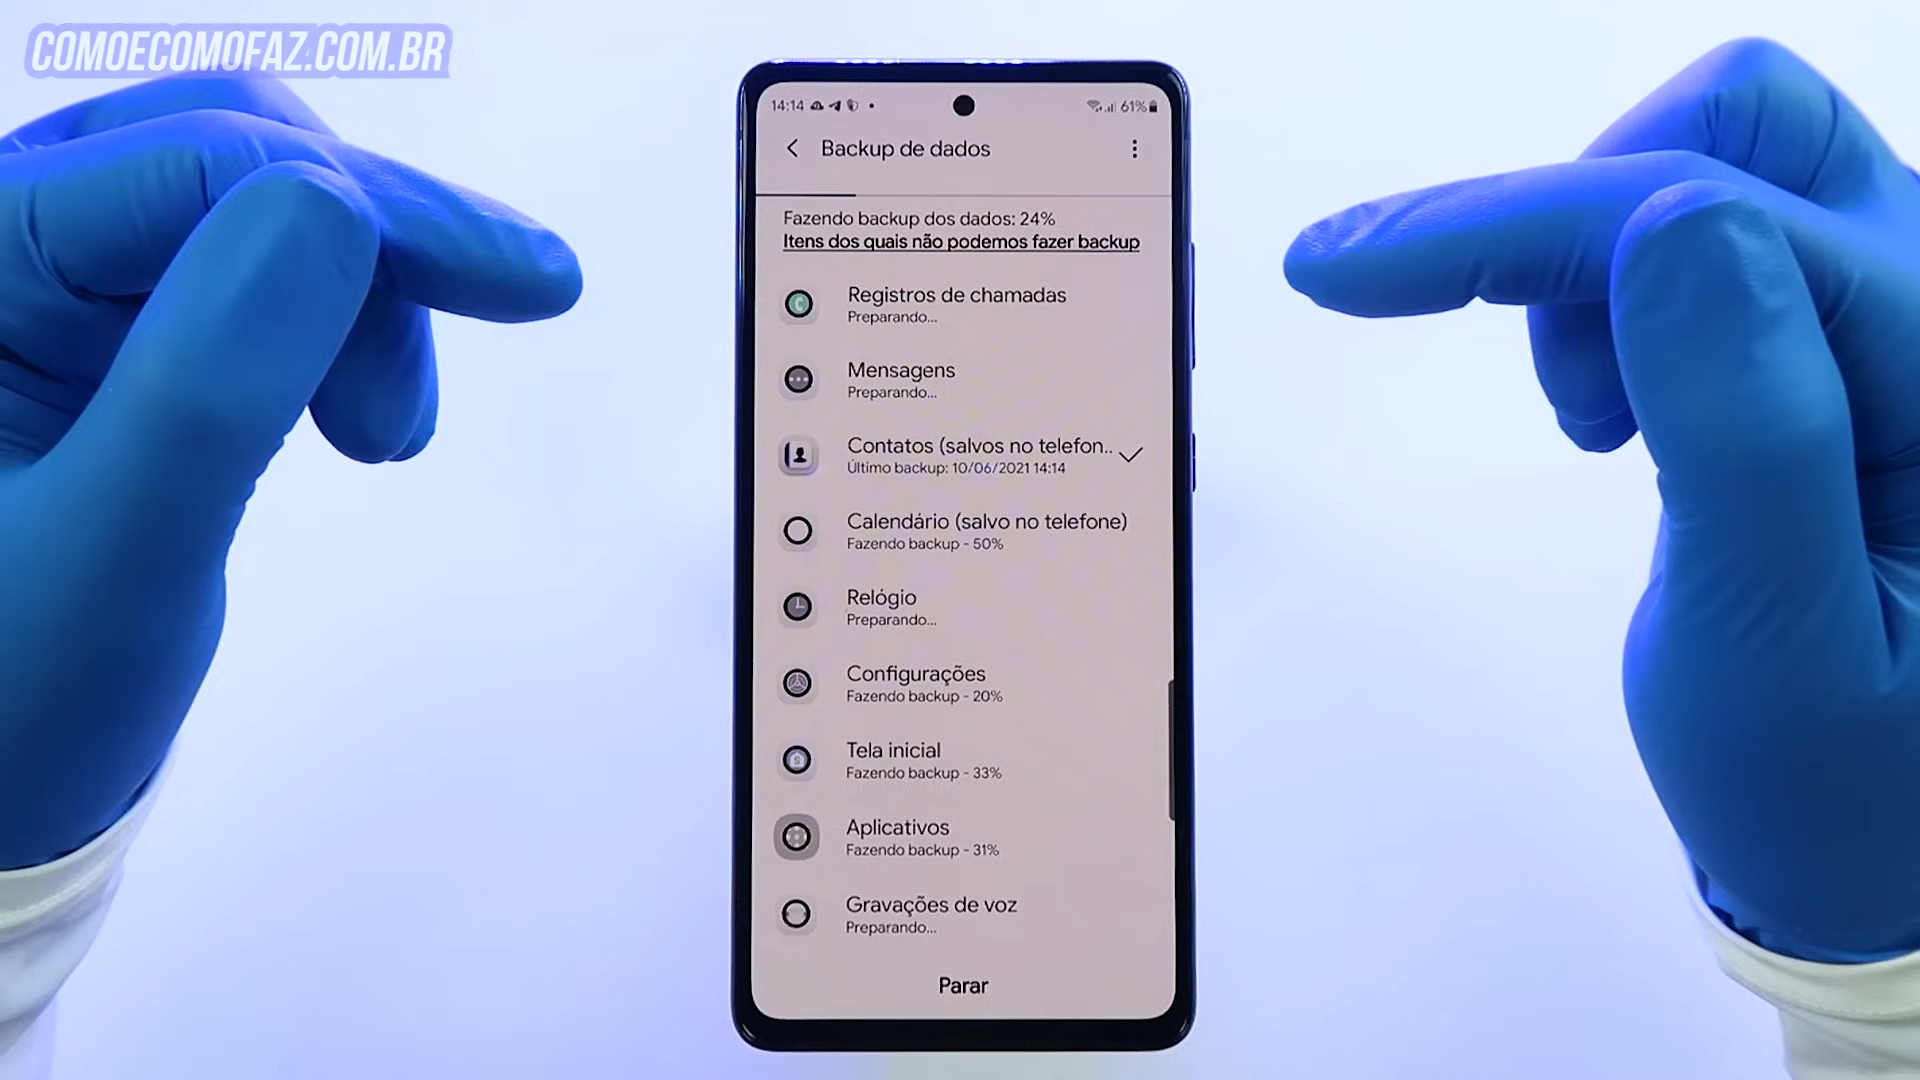 COMOECOMOFAZ.COM.BR
14:14
61%
Backup de dados
Fazendo backup dos dados: 24%
Itens dos quais não podemos fazer backup
Registros de chamadas
Preparando...
Mensagens
Preparando...
Contatos (salvos no telefon..
Último backup: 10/06/2021 14:14
Calendário (salvo no telefone)
Fazendo backup - 50%
Relógio
Preparando...
Configurações
Fazendo backup - 20%
Tela inicial
Fazendo backup - 33%
Aplicativos
Fazendo backup - 31%
Gravações de voz
Preparando...
Parar